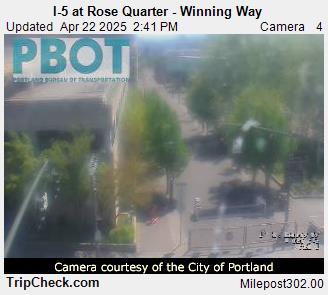 I-5 at Rose Quarter - Winning Way
Updated Apr 22 2025 2:41 PM Camera 4
PBOT
PORTLAND BUREAU OF TRANSPORTATION
Camera courtesy of the City of Portland
TripCheck.com Milepost302.00